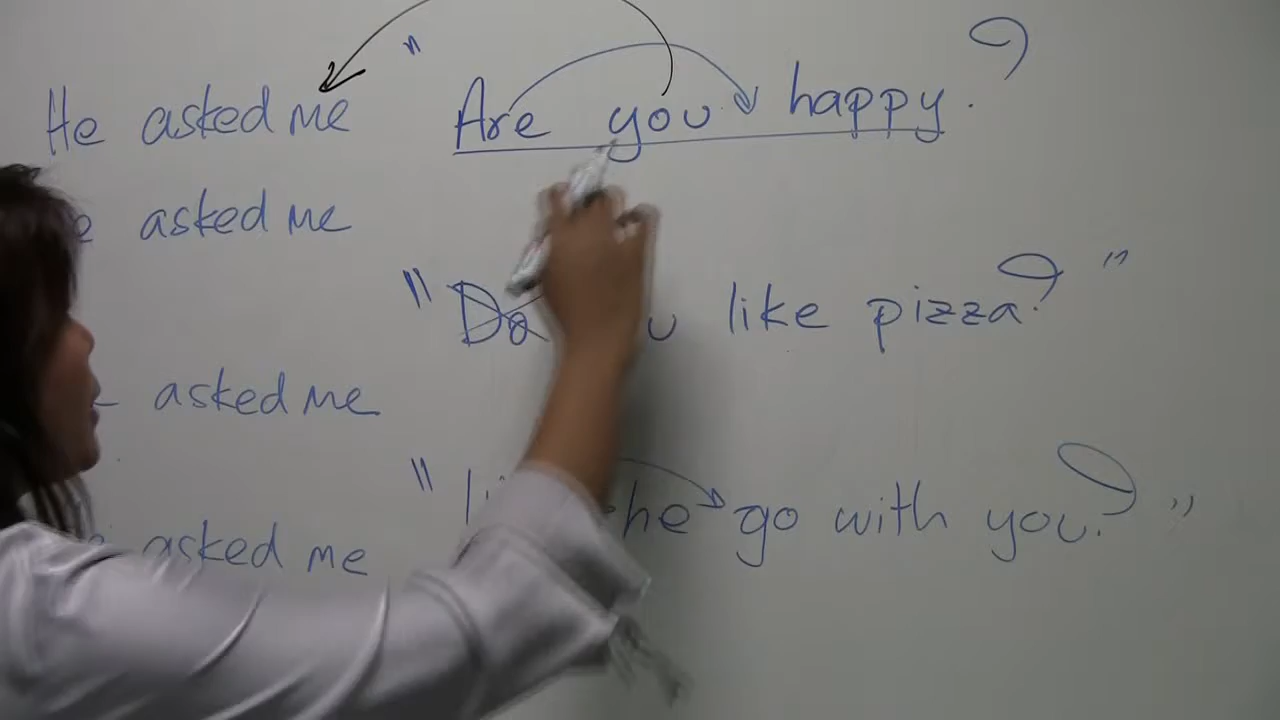 He asked me " Are you happy.?
asked me
" Do like pizza.? "
asked me
" he go with you.? "
asked me